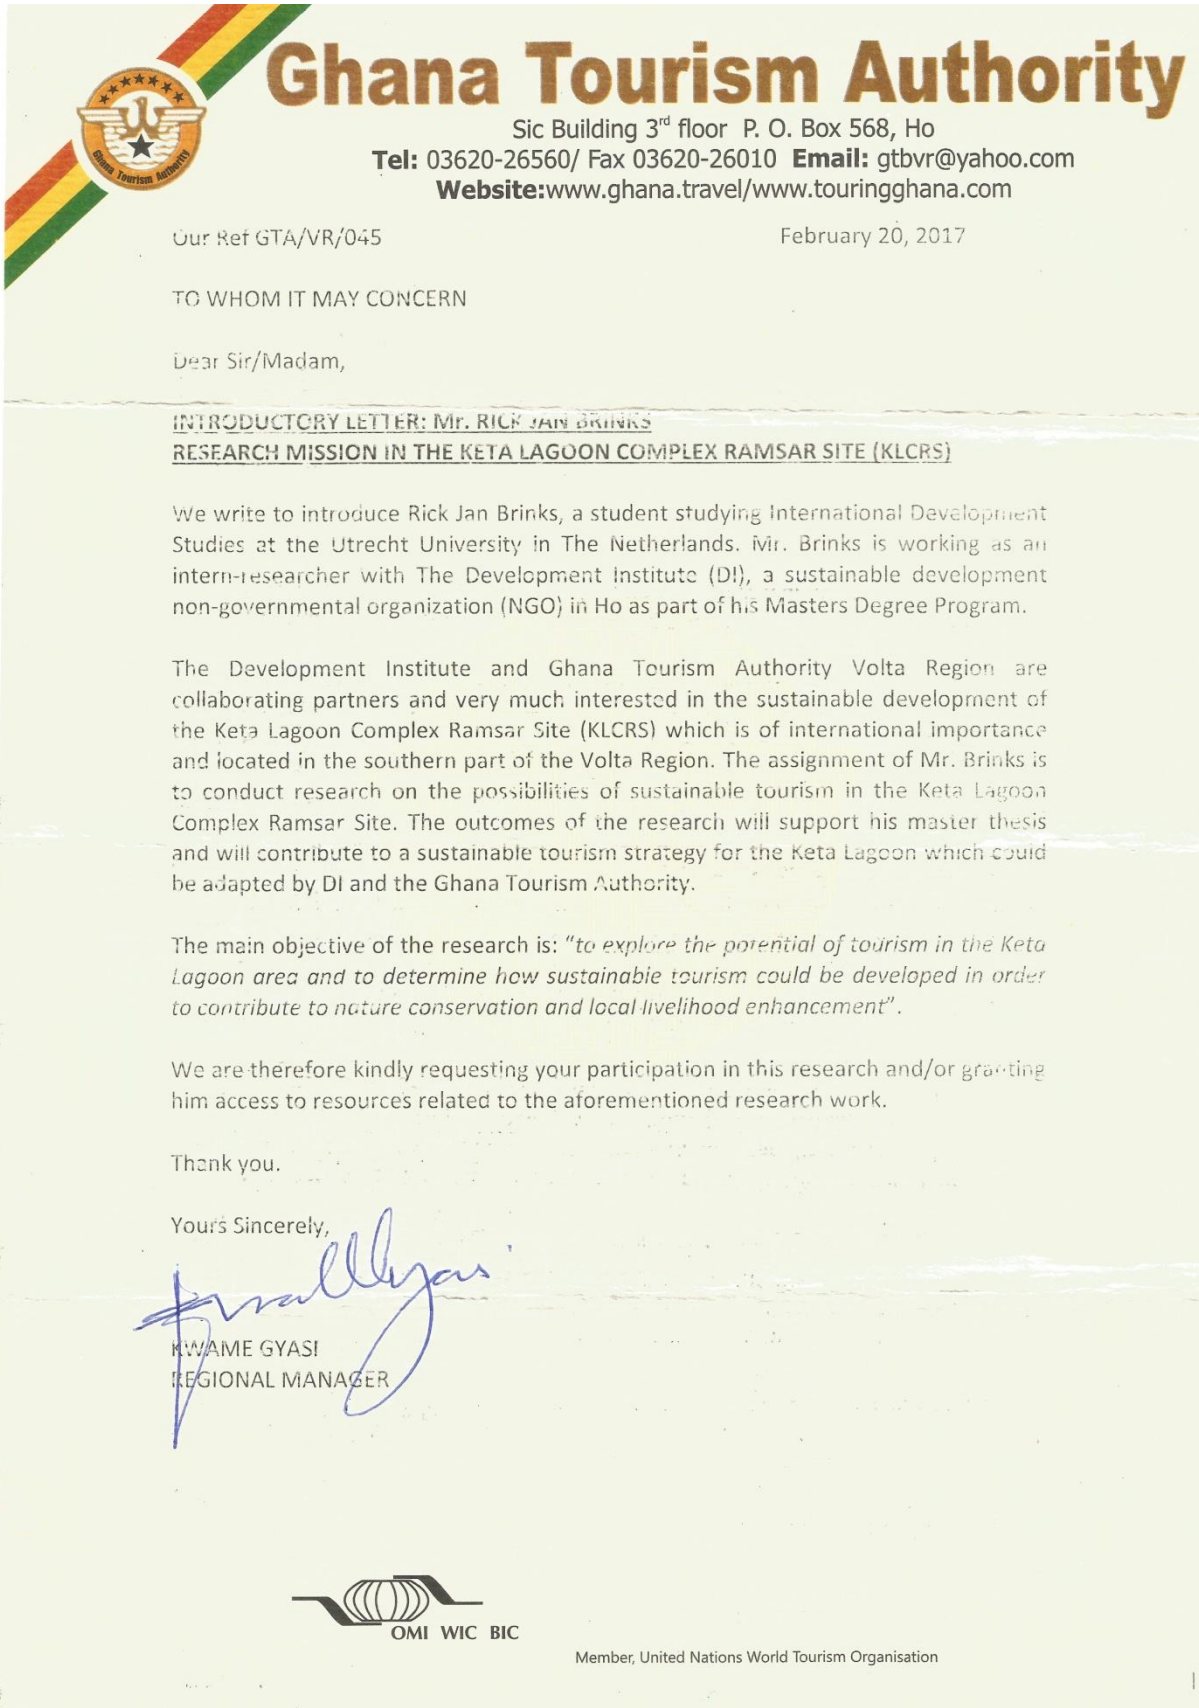 Ghana Tourism Authority
Sic Building 3rd floor P. O. Box 568, Ho
Tel: 03620-26560/ Fax 03620-26010 Email: gtbvr@yahoo.com
Website:www.ghana.travel/www.touringghana.com
Ghana Tourism Authority
Our Ref GTA/VR/045 February 20, 2017
TO WHOM IT MAY CONCERN
Dear Sir/Madam,
INTRODUCTORY LETTER: Mr. RICK JAN BRINKS
RESEARCH MISSION IN THE KETA LAGOON COMPLEX RAMSAR SITE (KLCRS)
We write to introduce Rick Jan Brinks, a student studying International Development
Studies at the Utrecht University in The Netherlands. Mr. Brinks is working as an
intern-researcher with The Development Institute (DI), a sustainable development
non-governmental organization (NGO) in Ho as part of his Masters Degree Program.
The Development Institute and Ghana Tourism Authority Volta Region are
collaborating partners and very much interested in the sustainable development of
the Keta Lagoon Complex Ramsar Site (KLCRS) which is of international importance
and located in the southern part of the Volta Region. The assignment of Mr. Brinks is
to conduct research on the possibilities of sustainable tourism in the Keta Lagoon
Complex Ramsar Site. The outcomes of the research will support his master thesis
and will contribute to a sustainable tourism strategy for the Keta Lagoon which could
be adapted by DI and the Ghana Tourism Authority.
The main objective of the research is: "to explore the potential of tourism in the Keta
Lagoon area and to determine how sustainable tourism could be developed in order
to contribute to nature conservation and local livelihood enhancement".
We are therefore kindly requesting your participation in this research and/or granting
him access to resources related to the aforementioned research work.
Thank you.
Yours Sincerely,
KWAME GYASI
REGIONAL MANAGER
OMI WIC BIC
Member, United Nations World Tourism Organisation